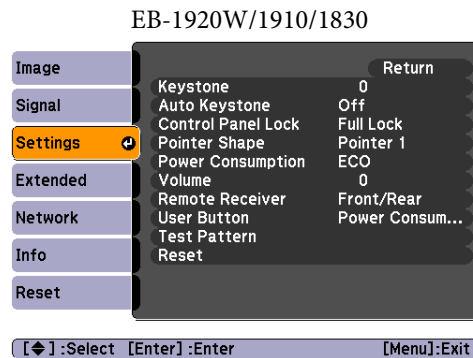 EB-1920W/1910/1830
Image
Signal
Settings
Extended
Network
Info
Reset
Return
Keystone 0
Auto Keystone Off
Control Panel Lock Full Lock
Pointer Shape Pointer 1
Power Consumption ECO
Volume 0
Remote Receiver Front/Rear
User Button Power Consum...
Test Pattern
Reset
[◆] :Select [Enter] :Enter [Menu]:Exit